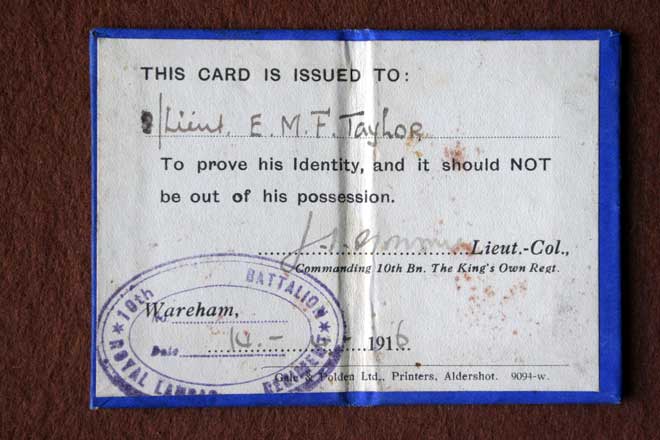 THIS CARD IS ISSUED TO:
2/Lieut. E. M. F. Taylor
To prove his Identity, and it should NOT
be out of his possession.
Lieut.-Col.,
Commanding 10th Bn. The King's Own Regt.
10th BATTALION
Wareham,
Date 14 - 1916
ROYAL LANCAS REGIMENT
Gale & Polden Ltd., Printers, Aldershot. 9094-w.